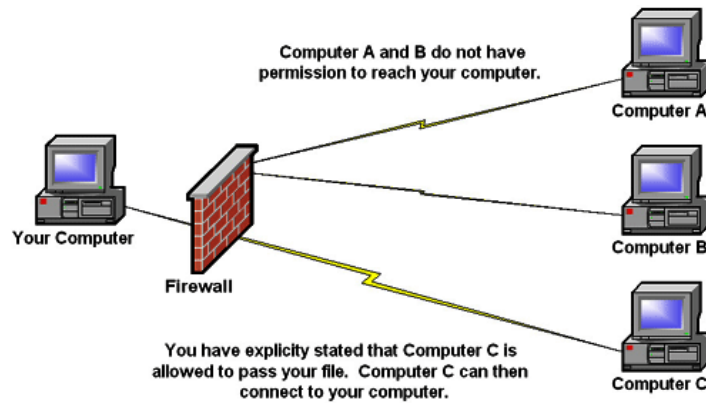 Computer A and B do not have
permission to reach your computer.
Computer A
Your Computer
Computer B
Firewall
You have explicity stated that Computer C is
allowed to pass your file. Computer C can then
connect to your computer.
Computer C